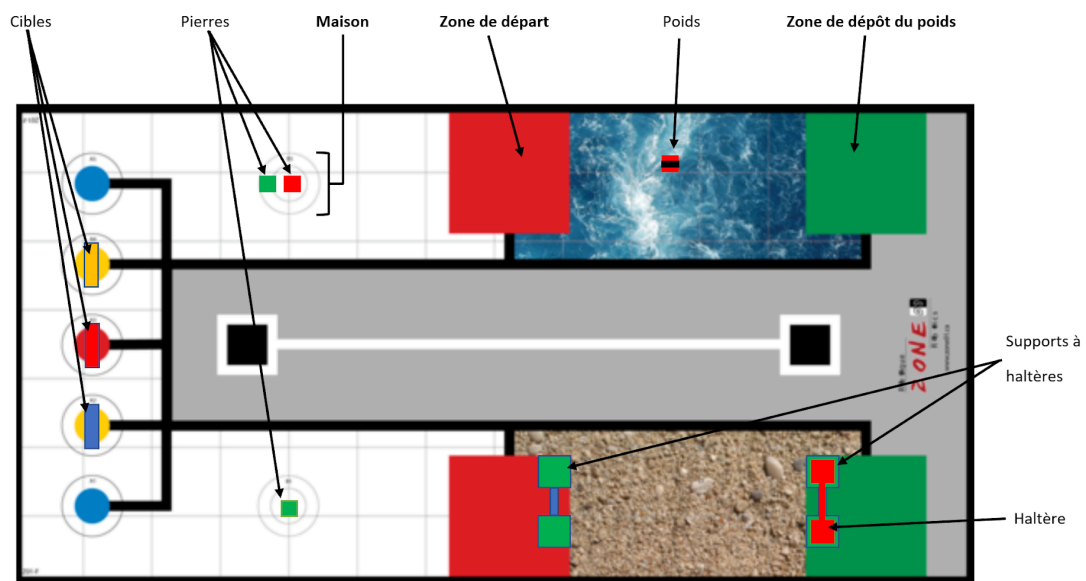 Cibles
Pierres
Maison
Zone de départ
Poids
Zone de dépôt du poids
Supports à
haltères
Haltère
ZONE